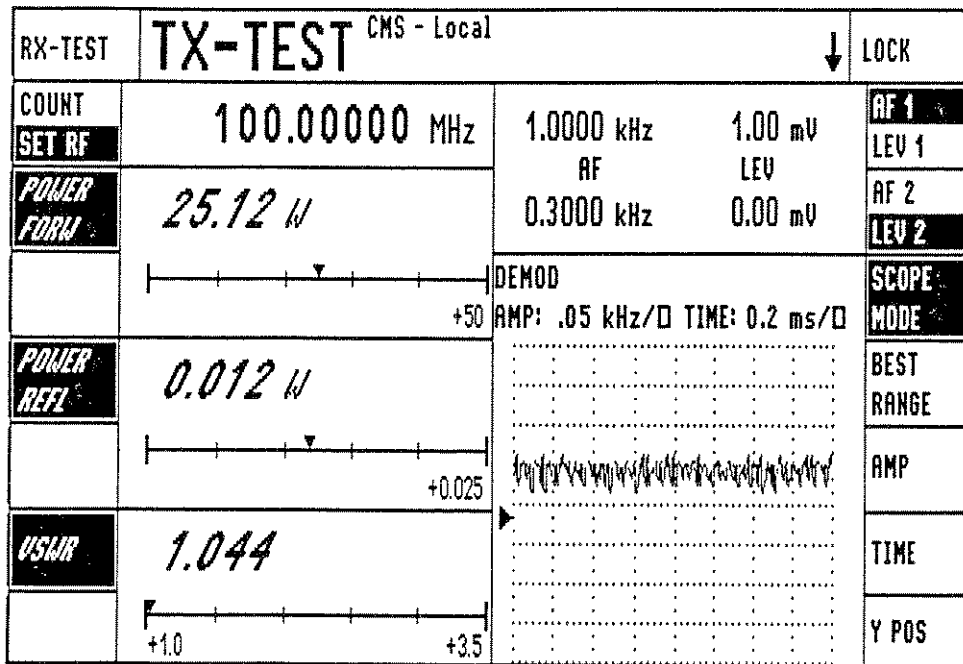 RX-TEST
TX-TEST CMS - Local
LOCK
COUNT
SET RF
100.00000 MHz
1.0000 kHz 1.00 mV
AF LEV
0.3000 kHz 0.00 mV
AF 1
LEV 1
AF 2
LEV 2
POWER
FORW
25.12 W
+50
DEMOD
AMP: .05 kHz/□ TIME: 0.2 ms/□
SCOPE
MODE
POWER
REFL
0.012 W
+0.025
BEST
RANGE
AMP
VSWR
1.044
+1.0 +3.5
TIME
Y POS